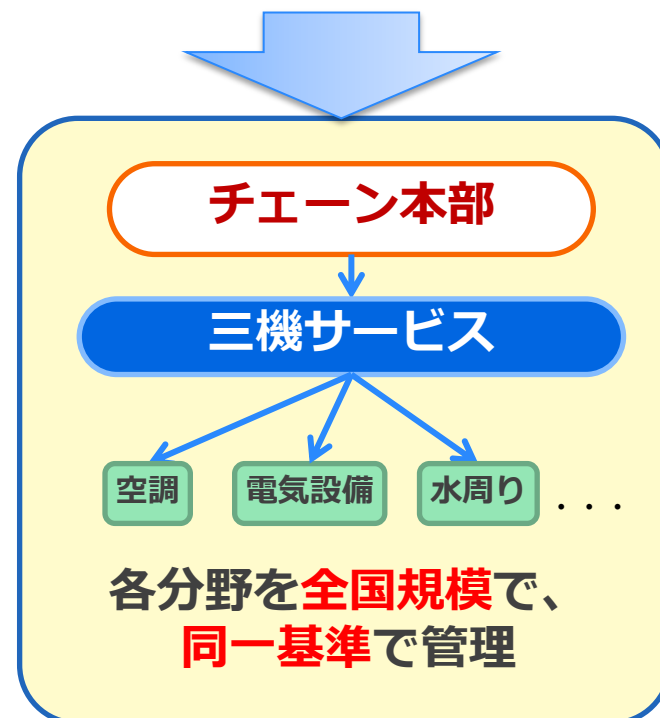 チェーン本部
三機サービス
空調 電気設備 水周り ...
各分野を全国規模で、
同一基準で管理